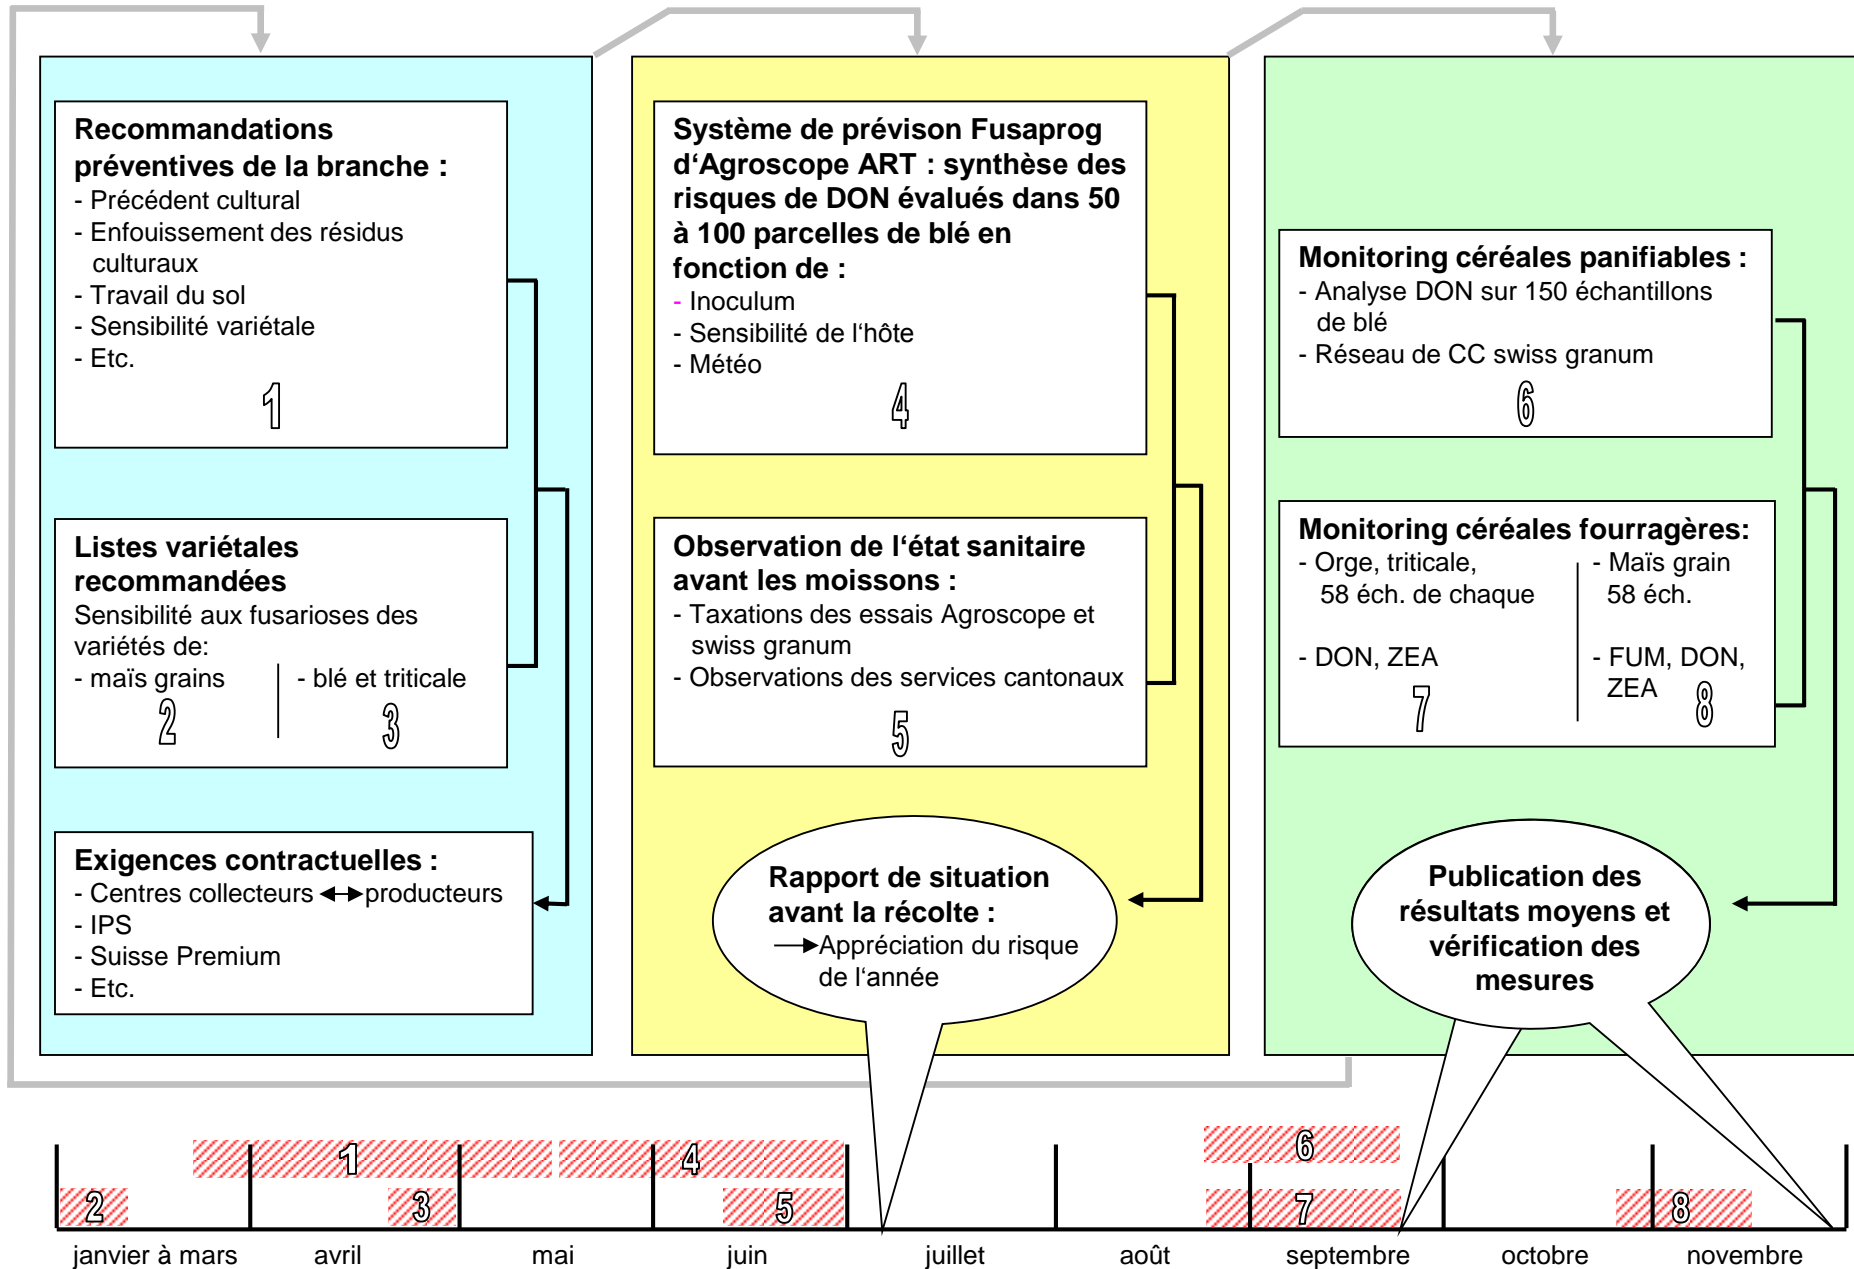 Recommandations
préventives de la branche :
- Précédent cultural
- Enfouissement des résidus
culturaux
- Travail du sol
- Sensibilité variétale
- Etc.
1
Listes variétales
recommandées
Sensibilité aux fusarioses des
variétés de:
- maïs grains
2
- blé et triticale
3
Exigences contractuelles :
- Centres collecteurs ↔ producteurs
- IPS
- Suisse Premium
- Etc.
Système de prévison Fusaprog
d‘Agroscope ART : synthèse des
risques de DON évalués dans 50
à 100 parcelles de blé en
fonction de :
- Inoculum
- Sensibilité de l‘hôte
- Météo
4
Observation de l‘état sanitaire
avant les moissons :
- Taxations des essais Agroscope et
swiss granum
- Observations des services cantonaux
5
Rapport de situation
avant la récolte :
→ Appréciation du risque
de l‘année
Monitoring céréales panifiables :
- Analyse DON sur 150 échantillons
de blé
- Réseau de CC swiss granum
6
Monitoring céréales fourragères:
- Orge, triticale,
58 éch. de chaque
- DON, ZEA
7
- Maïs grain
58 éch.
- FUM, DON,
ZEA
8
Publication des
résultats moyens et
vérification des
mesures
1 4 6
2 3 5 7 8
janvier à mars avril mai juin juillet août septembre octobre novembre